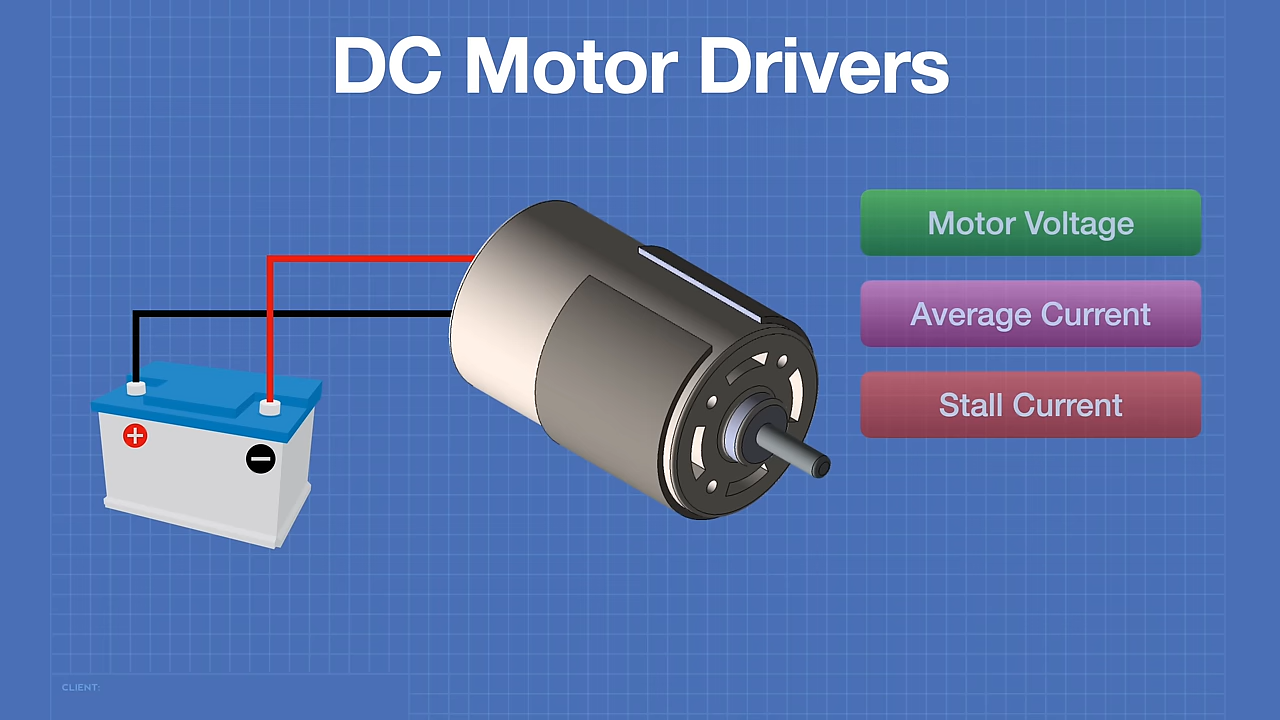 DC Motor Drivers
Motor Voltage
Average Current
Stall Current
CLIENT: